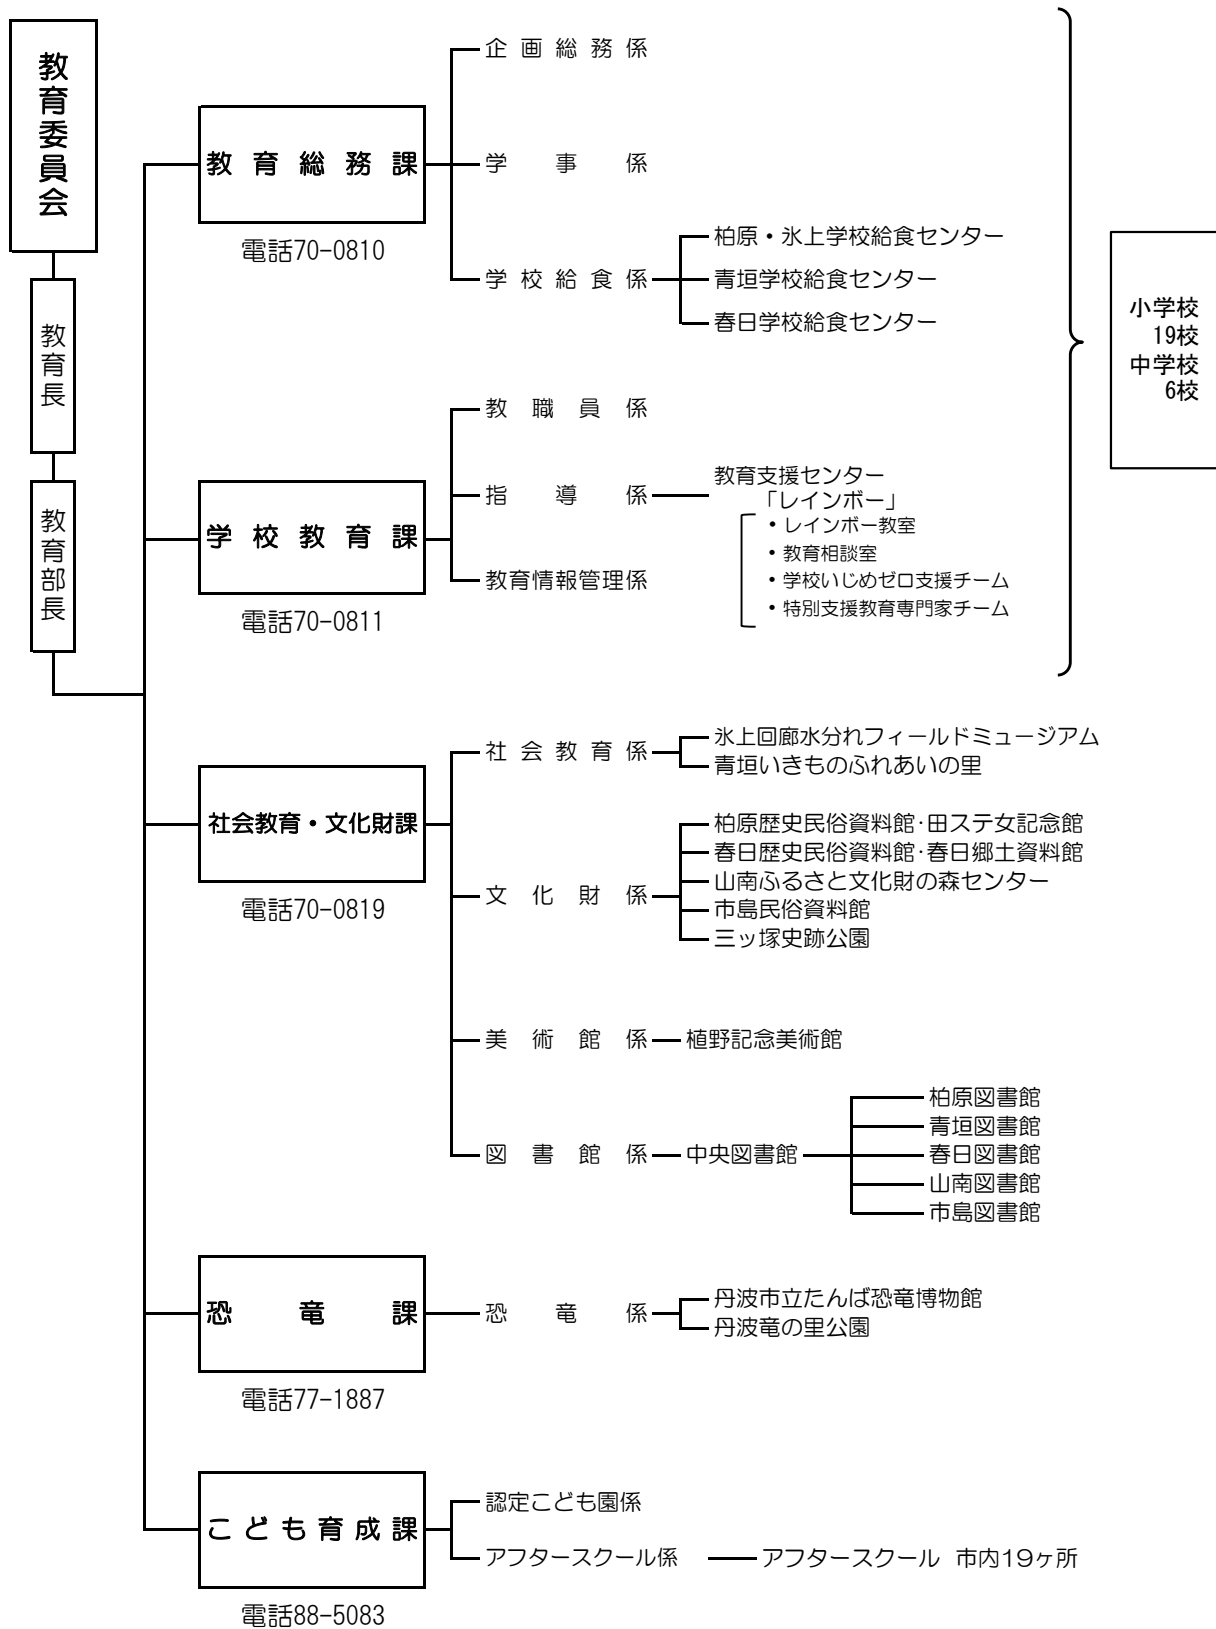 教育委員会
教育長
教育部長
教育総務課
電話70-0810
企画総務係
学事係
学校給食係
柏原・氷上学校給食センター
青垣学校給食センター
春日学校給食センター
学校教育課
電話70-0811
教職員係
指導係
教育支援センター
「レインボー」
・レインボー教室
・教育相談室
・学校いじめゼロ支援チーム
・特別支援教育専門家チーム
教育情報管理係
小学校
19校
中学校
6校
社会教育・文化財課
電話70-0819
社会教育係
氷上回廊水分れフィールドミュージアム
青垣いきものふれあいの里
文化財係
柏原歴史民俗資料館・田ステ女記念館
春日歴史民俗資料館・春日郷土資料館
山南ふるさと文化財の森センター
市島民俗資料館
三ッ塚史跡公園
美術館係
植野記念美術館
図書館係
中央図書館
柏原図書館
青垣図書館
春日図書館
山南図書館
市島図書館
恐竜課
電話77-1887
恐竜係
丹波市立たんば恐竜博物館
丹波竜の里公園
こども育成課
電話88-5083
認定こども園係
アフタースクール係
アフタースクール 市内19ヶ所